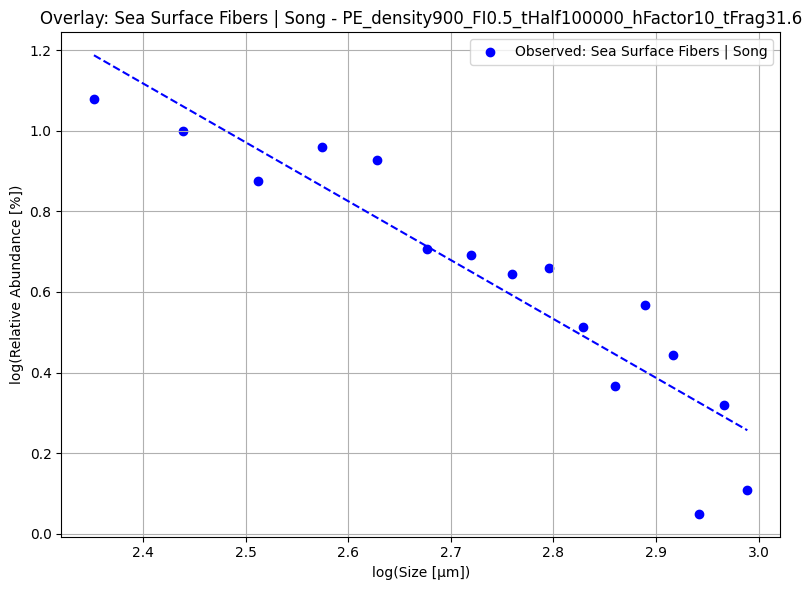 Overlay: Sea Surface Fibers | Song - PE_density900_FI0.5_tHalf100000_hFactor10_tFrag31.6
Observed: Sea Surface Fibers | Song
log(Relative Abundance [%])
1.2
1.0
0.8
0.6
0.4
0.2
0.0
2.4 2.5 2.6 2.7 2.8 2.9 3.0
log(Size [µm])